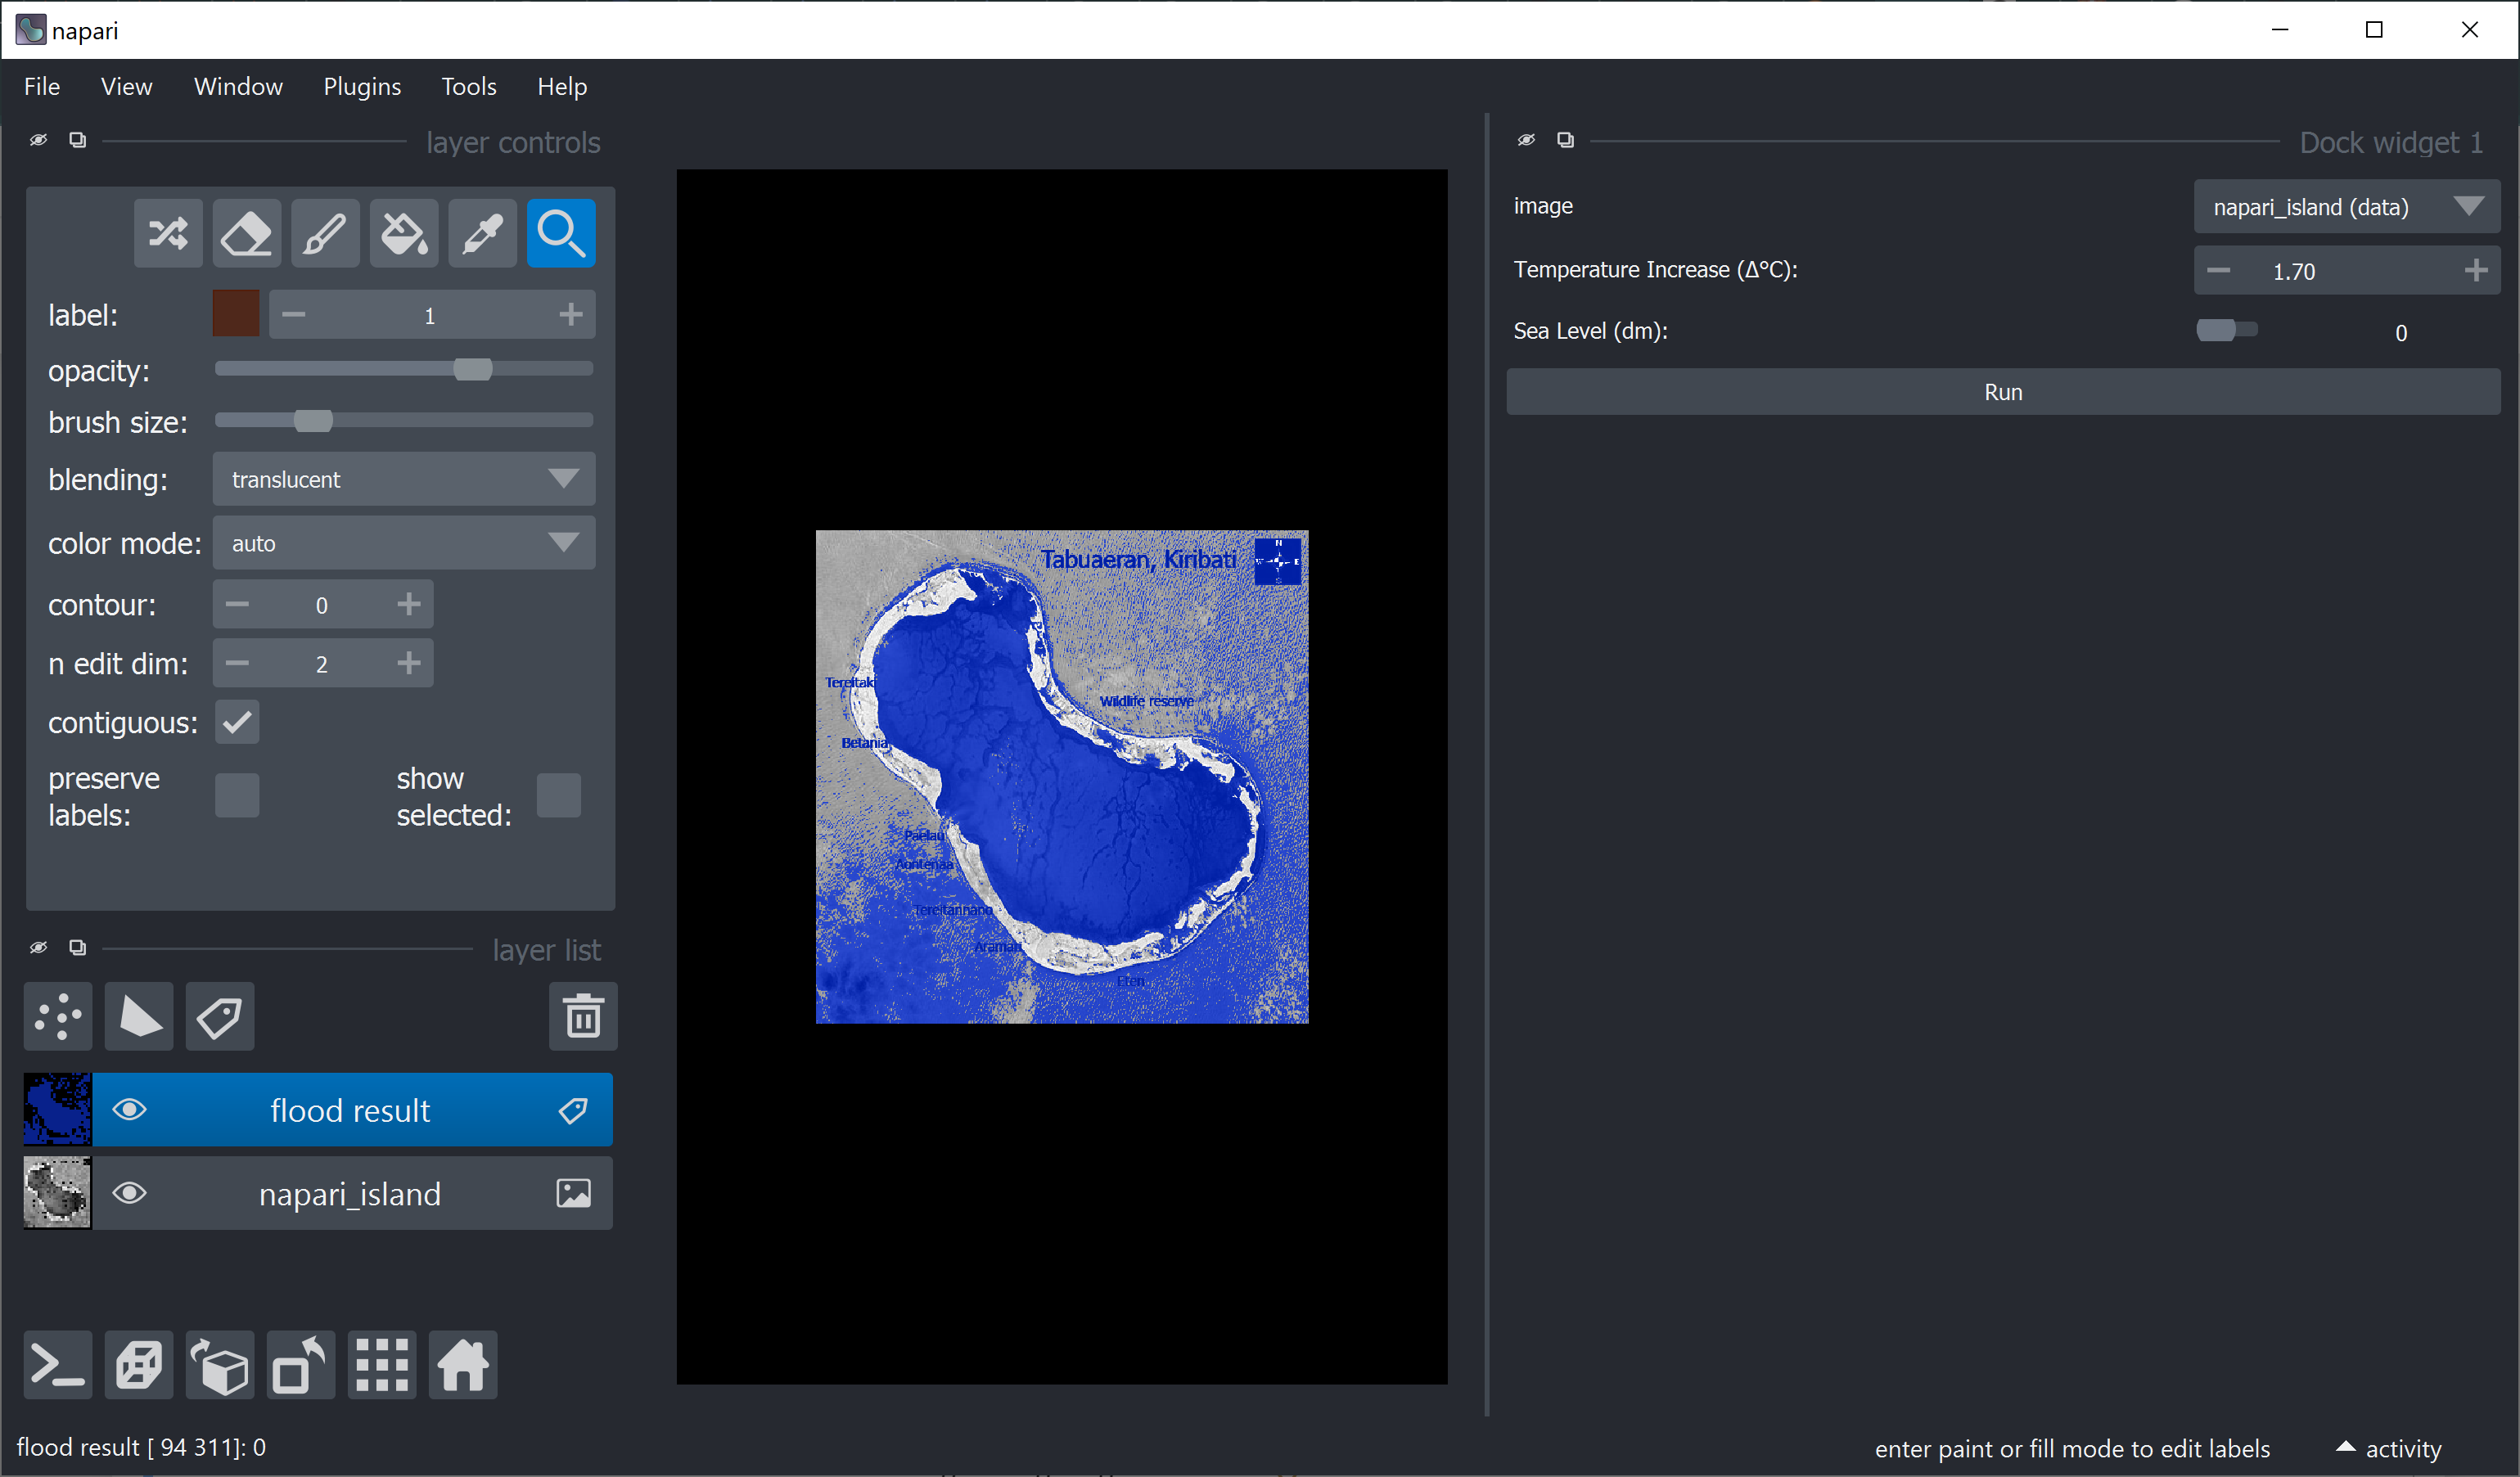 napari
File View Window Plugins Tools Help
layer controls
label: 1
opacity:
brush size:
blending: translucent
color mode: auto
contour: 0
n edit dim: 2
contiguous:
preserve labels:
show selected:
layer list
flood result
napari_island
Tabuaeran, Kiribati
N
W E
S
Tereitaki
Wildlife reserve
Betania
Paelau
Aontenaa
Tereitannano
Aramari
Eten
Dock widget 1
image napari_island (data)
Temperature Increase (Δ°C): 1.70
Sea Level (dm): 0
Run
flood result [ 94 311]: 0
enter paint or fill mode to edit labels
activity